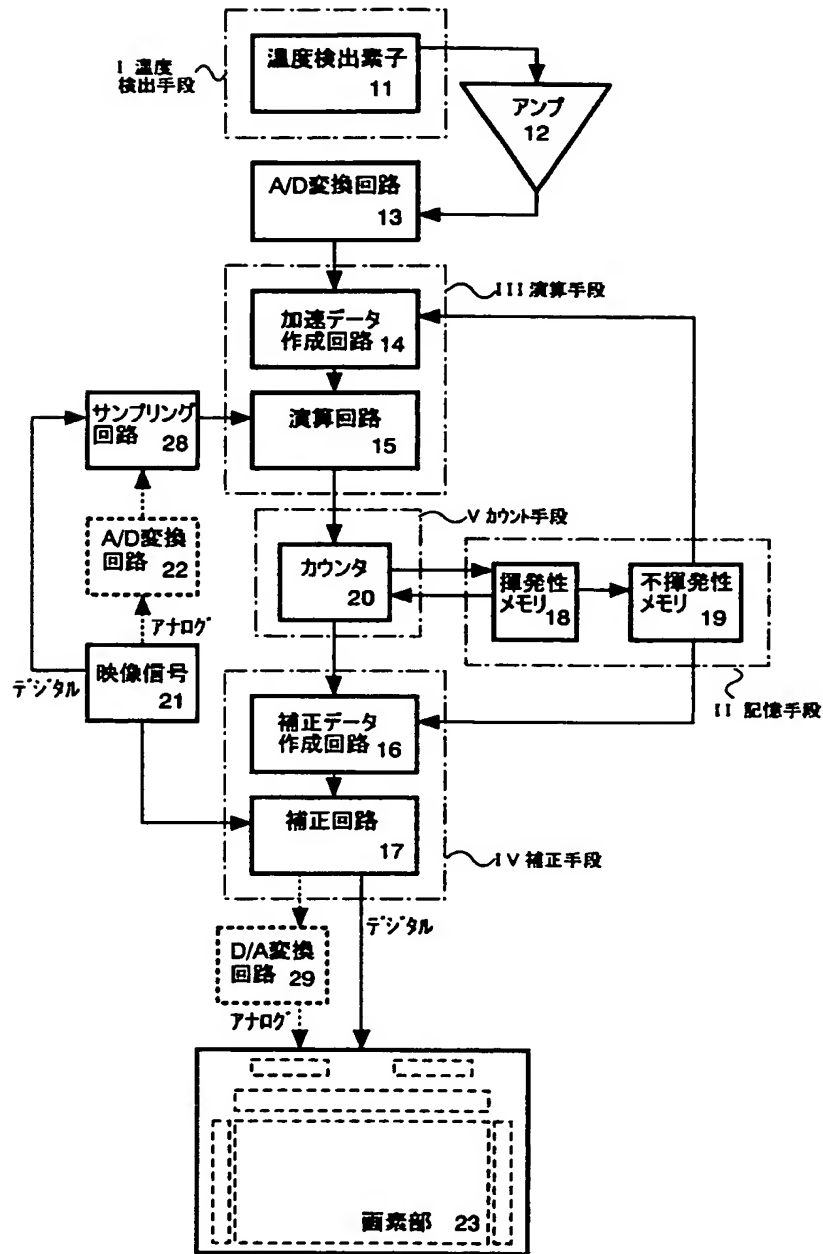 I 温度
検出手段
温度検出素子
11
アンプ
12
A/D変換回路
13
III 演算手段
加速データ
作成回路 14
サンプリング
回路 28
演算回路
15
V カウント手段
A/D変換
回路 22
カウンタ
20
揮発性
メモリ 18
不揮発性
メモリ 19
アナログ
デジタル
映像信号
21
II 記憶手段
補正データ
作成回路 16
補正回路
17
IV 補正手段
デジタル
D/A変換
回路 29
アナログ
画素部 23